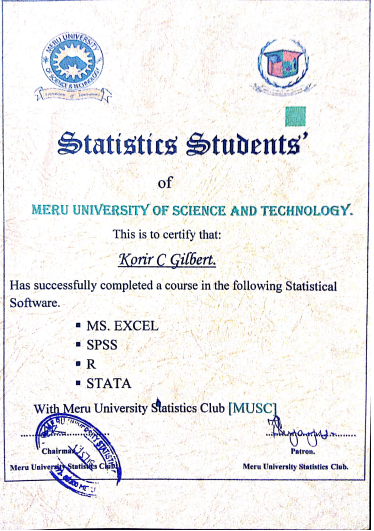 MERU UNIVERSITY
OF SCIENCE & TECHNOLOGY
Statistics Students'
of
MERU UNIVERSITY OF SCIENCE AND TECHNOLOGY.
This is to certify that:
Korir C Gilbert.
Has successfully completed a course in the following Statistical
Software.
▪ MS. EXCEL
▪ SPSS
▪ R
▪ STATA
With Meru University Statistics Club [MUSC]
Chairman Patron.
Meru University Statistics Club. Meru University Statistics Club.